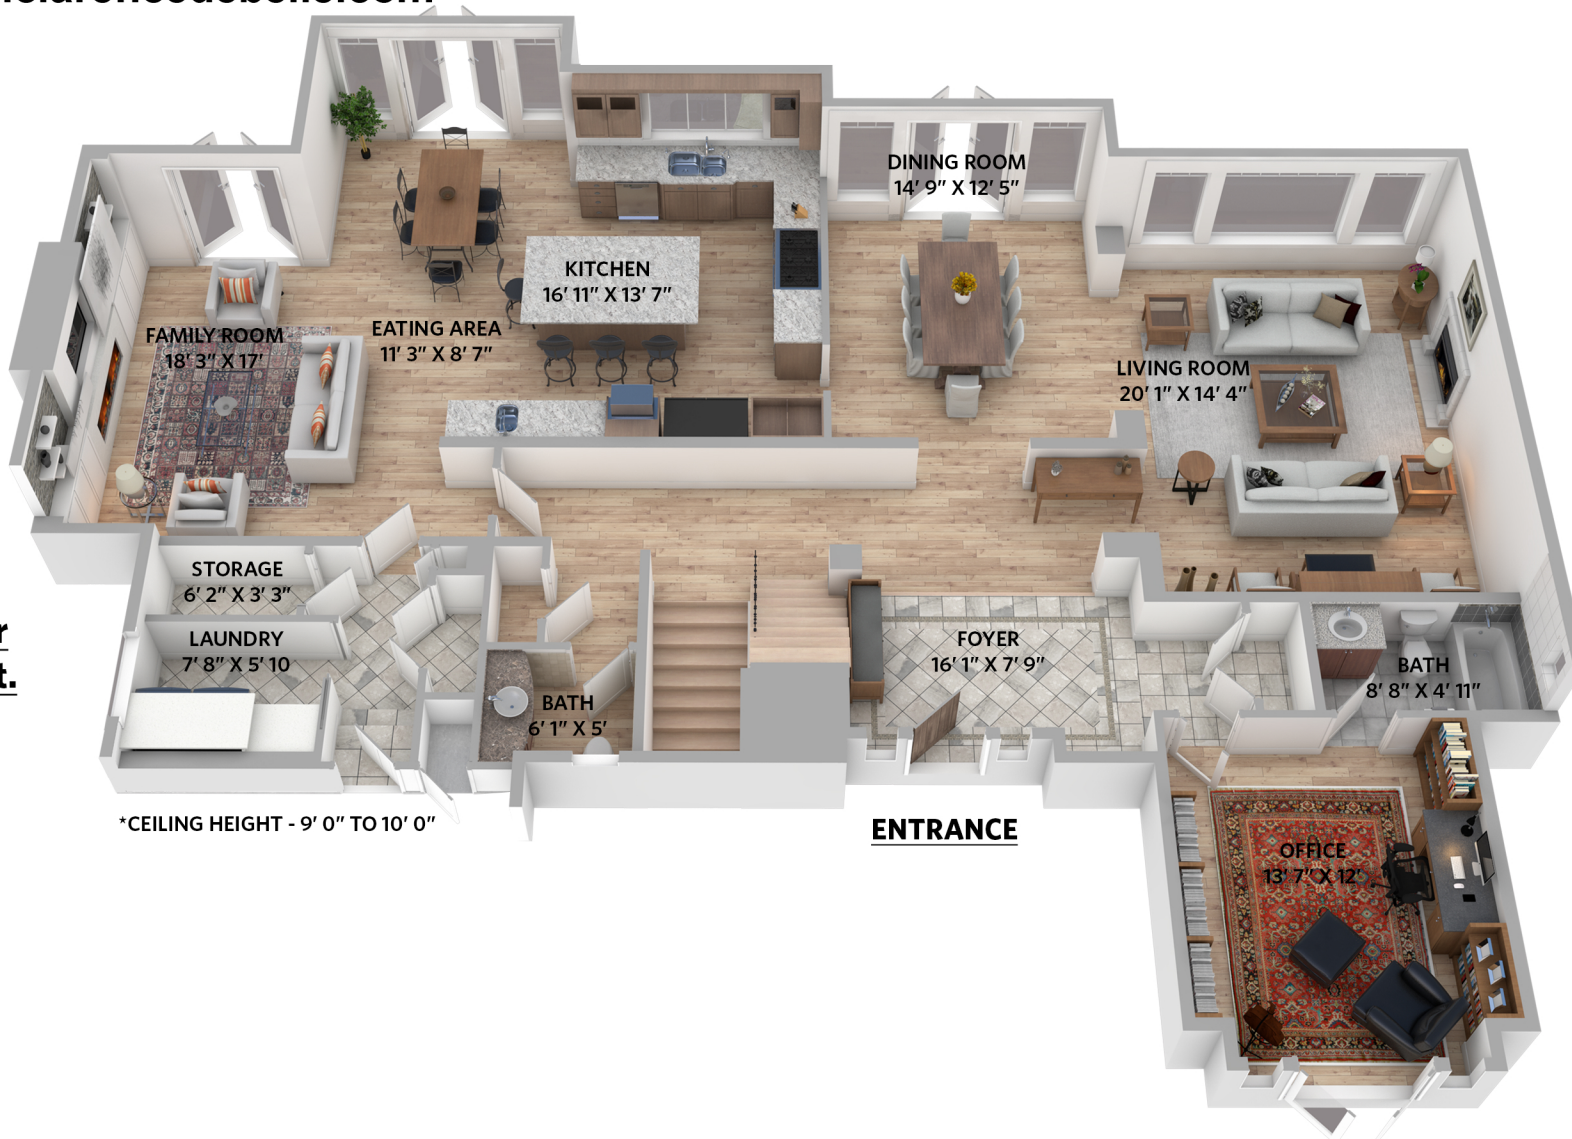 DINING ROOM
14' 9" X 12' 5"
KITCHEN
16' 11" X 13' 7"
FAMILY ROOM
18' 3" X 17'
EATING AREA
11' 3" X 8' 7"
LIVING ROOM
20' 1" X 14' 4"
STORAGE
6' 2" X 3' 3"
LAUNDRY
7' 8" X 5' 10
FOYER
16' 1" X 7' 9"
BATH
8' 8" X 4' 11"
BATH
6' 1" X 5'
*CEILING HEIGHT - 9' 0" TO 10' 0"
ENTRANCE
OFFICE
13' 7" X 12'